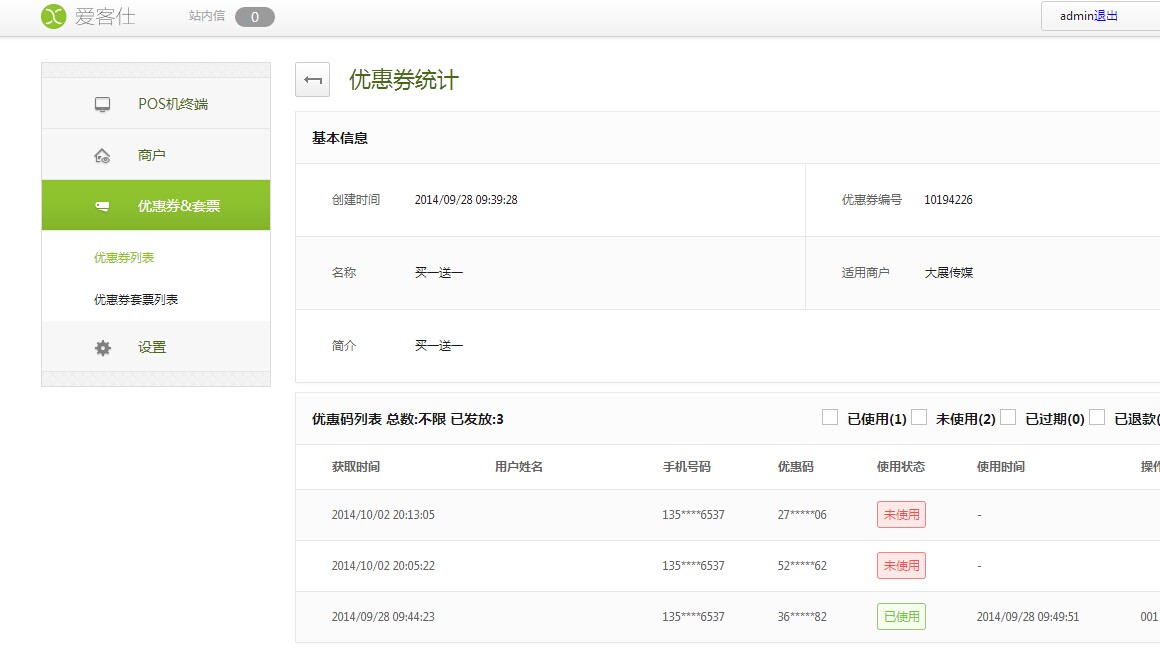 爱客仕 站内信 0 admin退出
POS机终端
商户
优惠券&套票
优惠券列表
优惠券套票列表
设置
优惠券统计
基本信息
创建时间 2014/09/28 09:39:28 优惠券编号 10194226
名称 买一送一 适用商户 大展传媒
简介 买一送一
优惠码列表 总数:不限 已发放:3 已使用(1) 未使用(2) 已过期(0) 已退款(
获取时间 用户姓名 手机号码 优惠码 使用状态 使用时间 操作
2014/10/02 20:13:05 135****6537 27*****06 未使用 -
2014/10/02 20:05:22 135****6537 52*****62 未使用 -
2014/09/28 09:44:23 135****6537 36*****82 已使用 2014/09/28 09:49:51 001